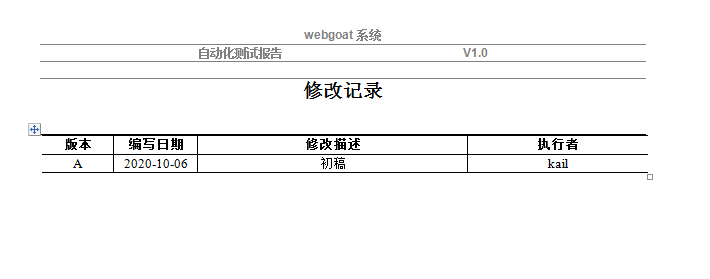 webgoat 系统
自动化测试报告 V1.0
修改记录
版本 编写日期 修改描述 执行者
A 2020-10-06 初稿 kail